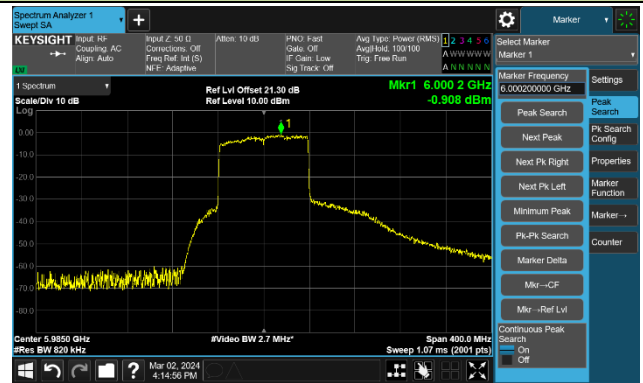 Spectrum Analyzer 1
Swept SA
Marker
KEYSIGHT
Input: RF
Coupling: AC
Align: Auto
Input Z: 50 Ω
Corrections: Off
Freq Ref: Int (S)
NFE: Adaptive
Atten: 10 dB
PNO: Fast
Gate: Off
IF Gain: Low
Sig Track: Off
Avg Type: Power (RMS)
Avg|Hold: 100/100
Trig: Free Run
1 2 3 4 5 6
A W W W W W
A N N N N N
LXI
Select Marker
Marker 1
1 Spectrum
Scale/Div 10 dB
Log
Ref Lvl Offset 21.30 dB
Ref Level 10.00 dBm
Mkr1 6.000 2 GHz
-0.908 dBm
1
0.00
-10.0
-20.0
-30.0
-40.0
-50.0
-60.0
-70.0
-80.0
Center 5.9850 GHz
#Res BW 820 kHz
#Video BW 2.7 MHz*
Span 400.0 MHz
Sweep 1.07 ms (2001 pts)
Marker Frequency
6.000200000 GHz
Peak Search
Next Peak
Next Pk Right
Next Pk Left
Minimum Peak
Pk-Pk Search
Marker Delta
Mkr→CF
Mkr→Ref Lvl
Continuous Peak
Search
On
Off
Settings
Peak
Search
Pk Search
Config
Properties
Marker
Function
Marker→
Counter
?
Mar 02, 2024
4:14:56 PM